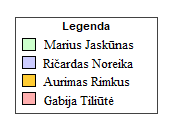 Legenda
Marius Jaskūnas
Ričardas Noreika
Aurimas Rimkus
Gabija Tiliūtė